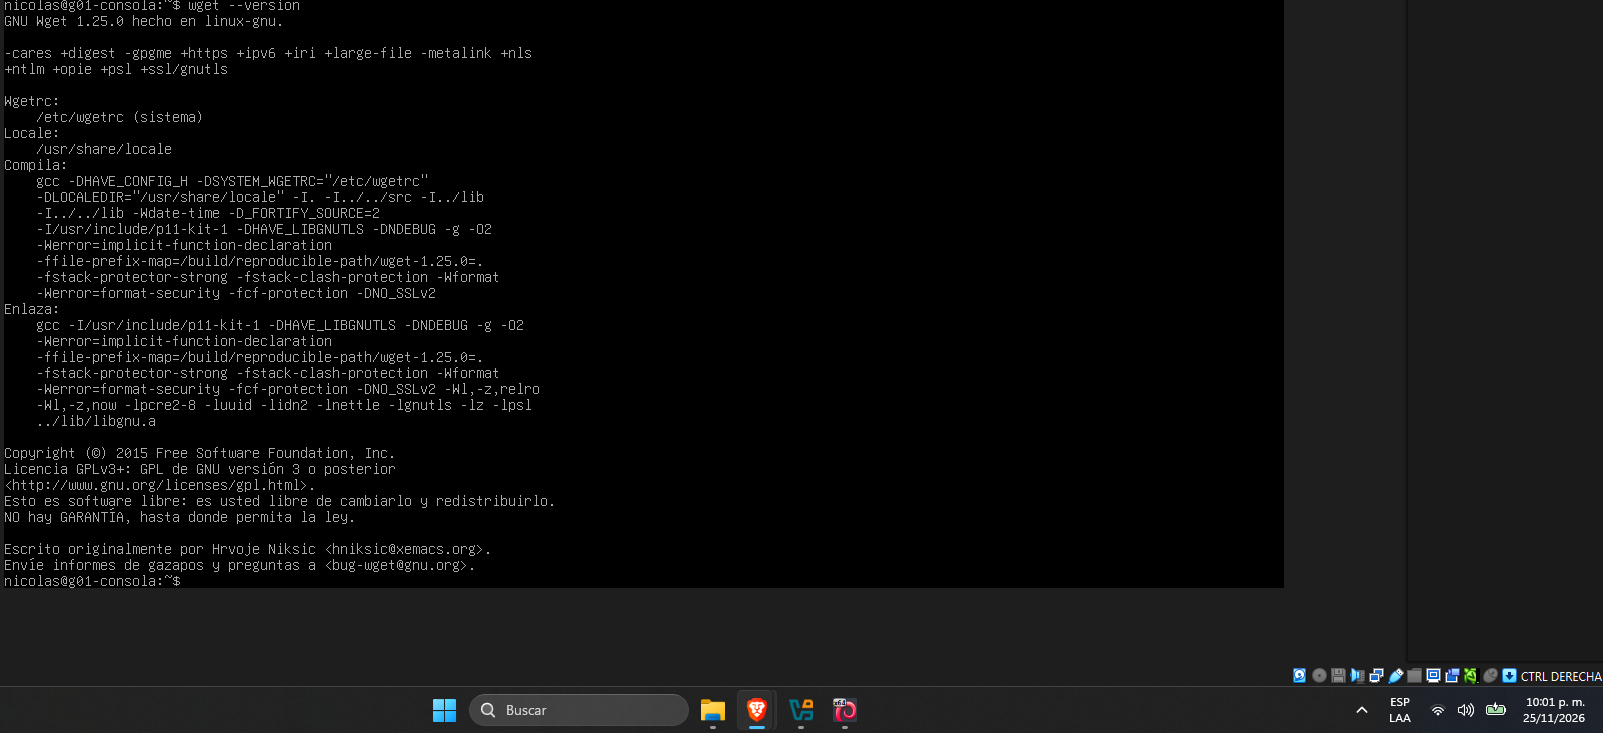 nicolas@g01-consola:~$ wget --version
GNU Wget 1.25.0 hecho en linux-gnu.
-cares +digest -gpgme +https +ipv6 +iri +large-file -metalink +nls
+ntlm +opie +psl +ssl/gnutls
Wgetrc:
/etc/wgetrc (sistema)
Locale:
/usr/share/locale
Compila:
gcc -DHAVE_CONFIG_H -DSYSTEM_WGETRC="/etc/wgetrc"
-DLOCALEDIR="/usr/share/locale" -I. -I../../src -I../lib
-I../../lib -Wdate-time -D_FORTIFY_SOURCE=2
-I/usr/include/p11-kit-1 -DHAVE_LIBGNUTLS -DNDEBUG -g -O2
-Werror=implicit-function-declaration
-ffile-prefix-map=/build/reproducible-path/wget-1.25.0=.
-fstack-protector-strong -fstack-clash-protection -Wformat
-Werror=format-security -fcf-protection -DNO_SSLv2
Enlaza:
gcc -I/usr/include/p11-kit-1 -DHAVE_LIBGNUTLS -DNDEBUG -g -O2
-Werror=implicit-function-declaration
-ffile-prefix-map=/build/reproducible-path/wget-1.25.0=.
-fstack-protector-strong -fstack-clash-protection -Wformat
-Werror=format-security -fcf-protection -DNO_SSLv2 -Wl,-z,relro
-Wl,-z,now -lpcre2-8 -luuid -lidn2 -lnettle -lgnutls -lz -lpsl
../lib/libgnu.a
Copyright (©) 2015 Free Software Foundation, Inc.
Licencia GPLv3+: GPL de GNU versión 3 o posterior
<http://www.gnu.org/licenses/gpl.html>.
Esto es software libre: es usted libre de cambiarlo y redistribuirlo.
NO hay GARANTÍA, hasta donde permita la ley.
Escrito originalmente por Hrvoje Niksic <hniksic@xemacs.org>.
Envíe informes de gazapos y preguntas a <bug-wget@gnu.org>.
nicolas@g01-consola:~$
CTRL DERECHA
Buscar
ESP
LAA
10:01 p. m.
25/11/2026